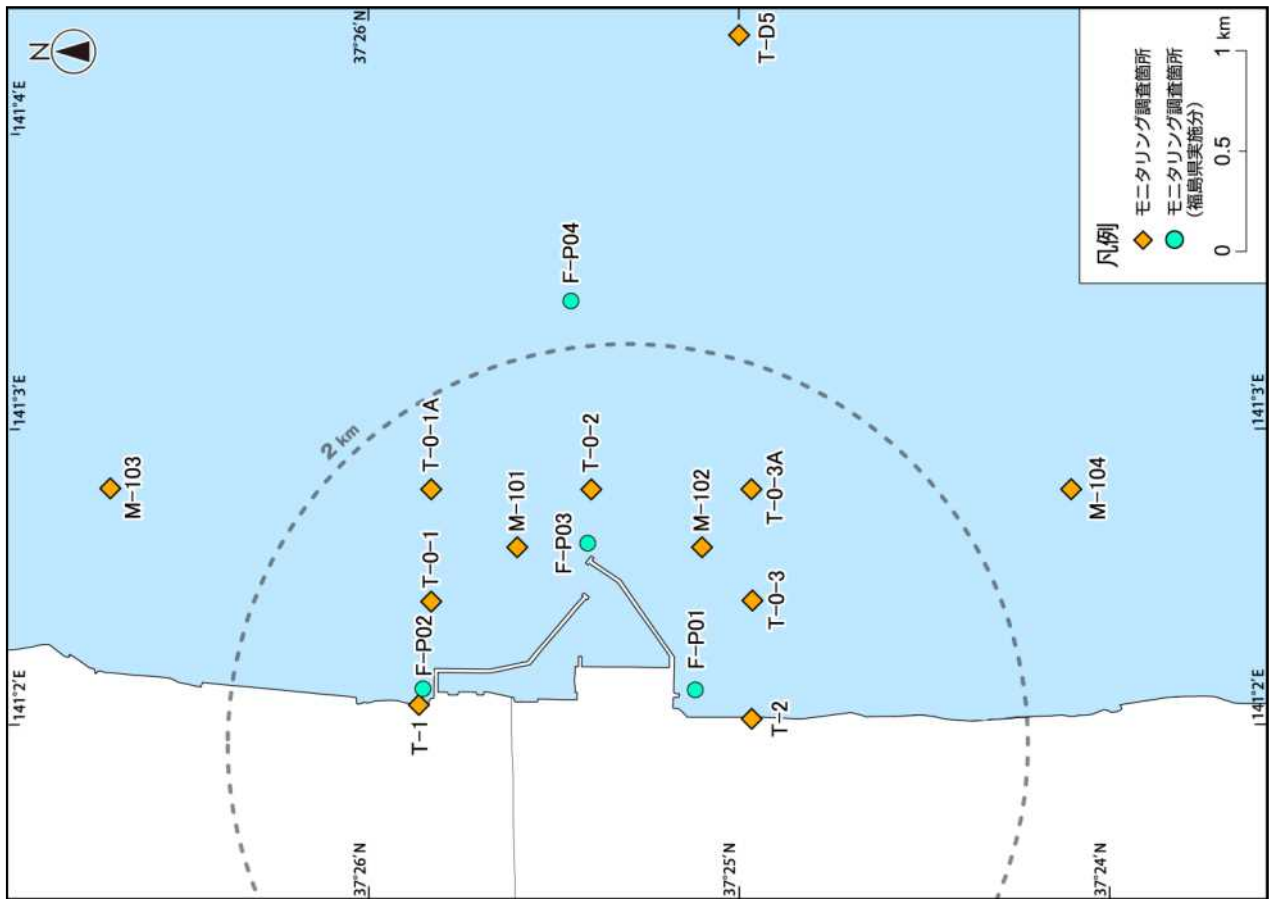 141°2′E
141°3′E
141°4′E
N
M-103
2 km
37°26′N
37°26′N
T-1
F-P02
T-0-1
T-0-1A
M-101
F-P03
F-P04
T-0-2
F-P01
M-102
37°25′N
T-D5
T-2
T-0-3
T-0-3A
M-104
37°24′N
凡例
モニタリング調査箇所
モニタリング調査箇所
（福島県実施分）
0 0.5 1 km
141°2′E
141°3′E